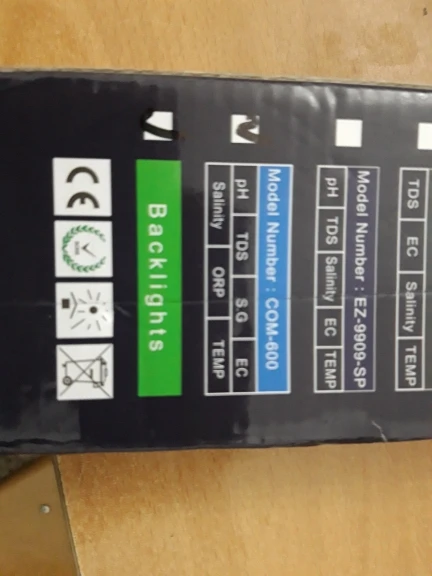 TDS EC Salinity TEMP
Model Number : EZ-9909-SP
pH TDS Salinity EC TEMP
Model Number : COM-600
pH TDS S.G EC
Salinity ORP TEMP
Backlights
CE